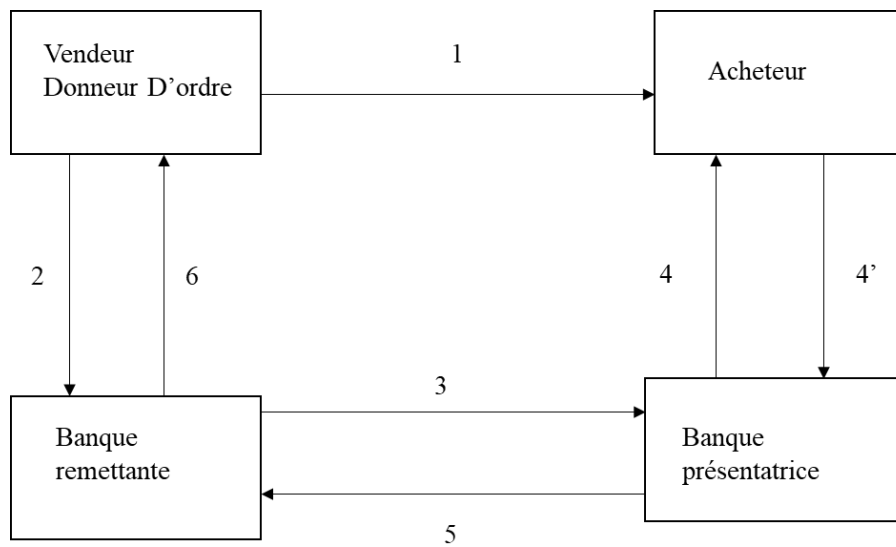 Vendeur
Donneur D’ordre
1
Acheteur
2
6
4
4’
3
Banque
remettante
Banque
présentatrice
5